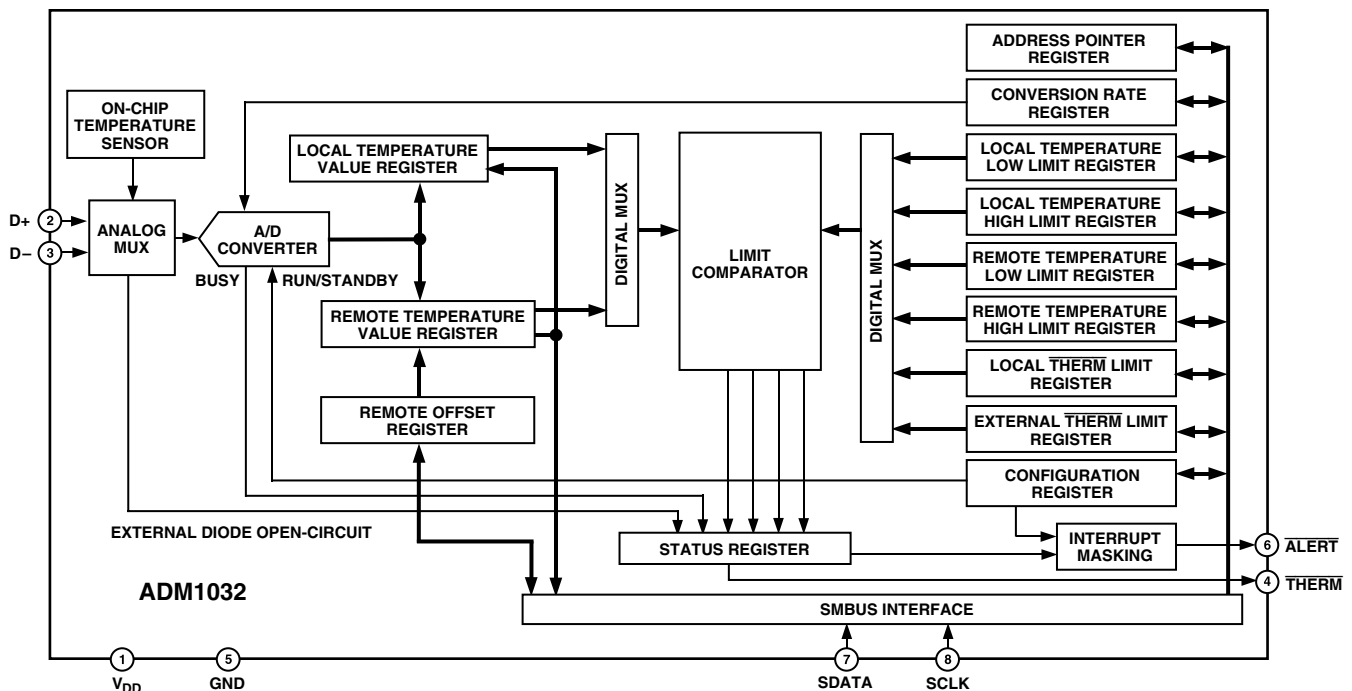 ADDRESS POINTER
REGISTER
CONVERSION RATE
REGISTER
ON-CHIP
TEMPERATURE
SENSOR
LOCAL TEMPERATURE
VALUE REGISTER
LOCAL TEMPERATURE
LOW LIMIT REGISTER
LOCAL TEMPERATURE
HIGH LIMIT REGISTER
D+
2
D–
3
ANALOG
MUX
A/D
CONVERTER
BUSY
RUN/STANDBY
DIGITAL MUX
LIMIT
COMPARATOR
DIGITAL MUX
REMOTE TEMPERATURE
LOW LIMIT REGISTER
REMOTE TEMPERATURE
VALUE REGISTER
REMOTE TEMPERATURE
HIGH LIMIT REGISTER
LOCAL THERM LIMIT
REGISTER
REMOTE OFFSET
REGISTER
EXTERNAL THERM LIMIT
REGISTER
CONFIGURATION
REGISTER
EXTERNAL DIODE OPEN-CIRCUIT
STATUS REGISTER
INTERRUPT
MASKING
6
ALERT
4
THERM
ADM1032
SMBUS INTERFACE
1
5
7
8
VDD
GND
SDATA
SCLK